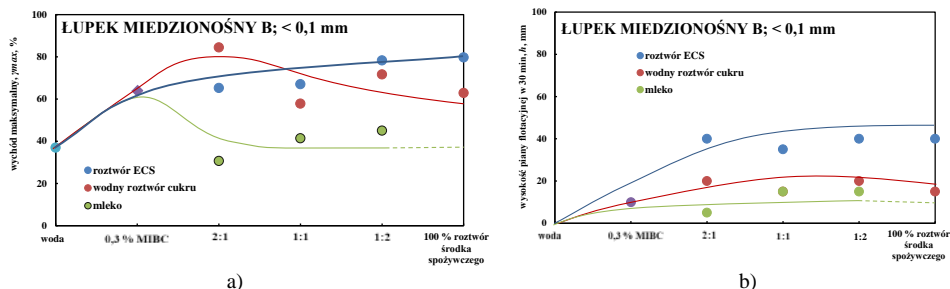 ŁUPEK MIEDZIONOŚNY B; < 0,1 mm
wychód maksymalny, γmax, %
100
80
60
40
20
0
roztwór ECS
wodny roztwór cukru
mleko
woda
0,3 % MIBC
2:1
1:1
1:2
100 % roztwór
środka
spożywczego
a)
ŁUPEK MIEDZIONOŚNY B; < 0,1 mm
wysokość piany flotacyjnej w 30 min, h, mm
100
80
60
40
20
0
roztwór ECS
wodny roztwór cukru
mleko
woda
0,3 % MIBC
2:1
1:1
1:2
100 % roztwór
środka
spożywczego
b)